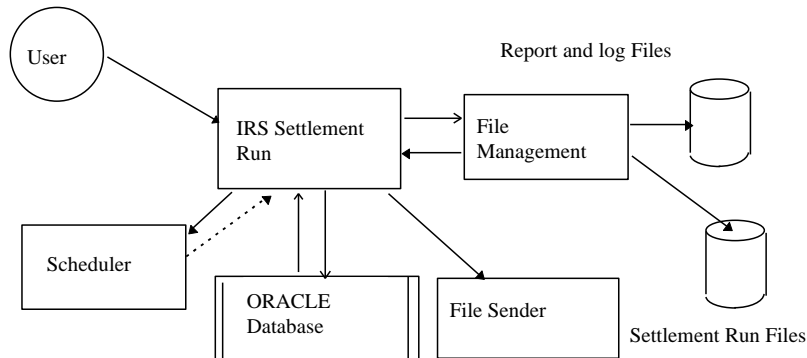 Report and log Files
User
IRS Settlement
Run
File
Management
Scheduler
ORACLE
Database
File Sender
Settlement Run Files